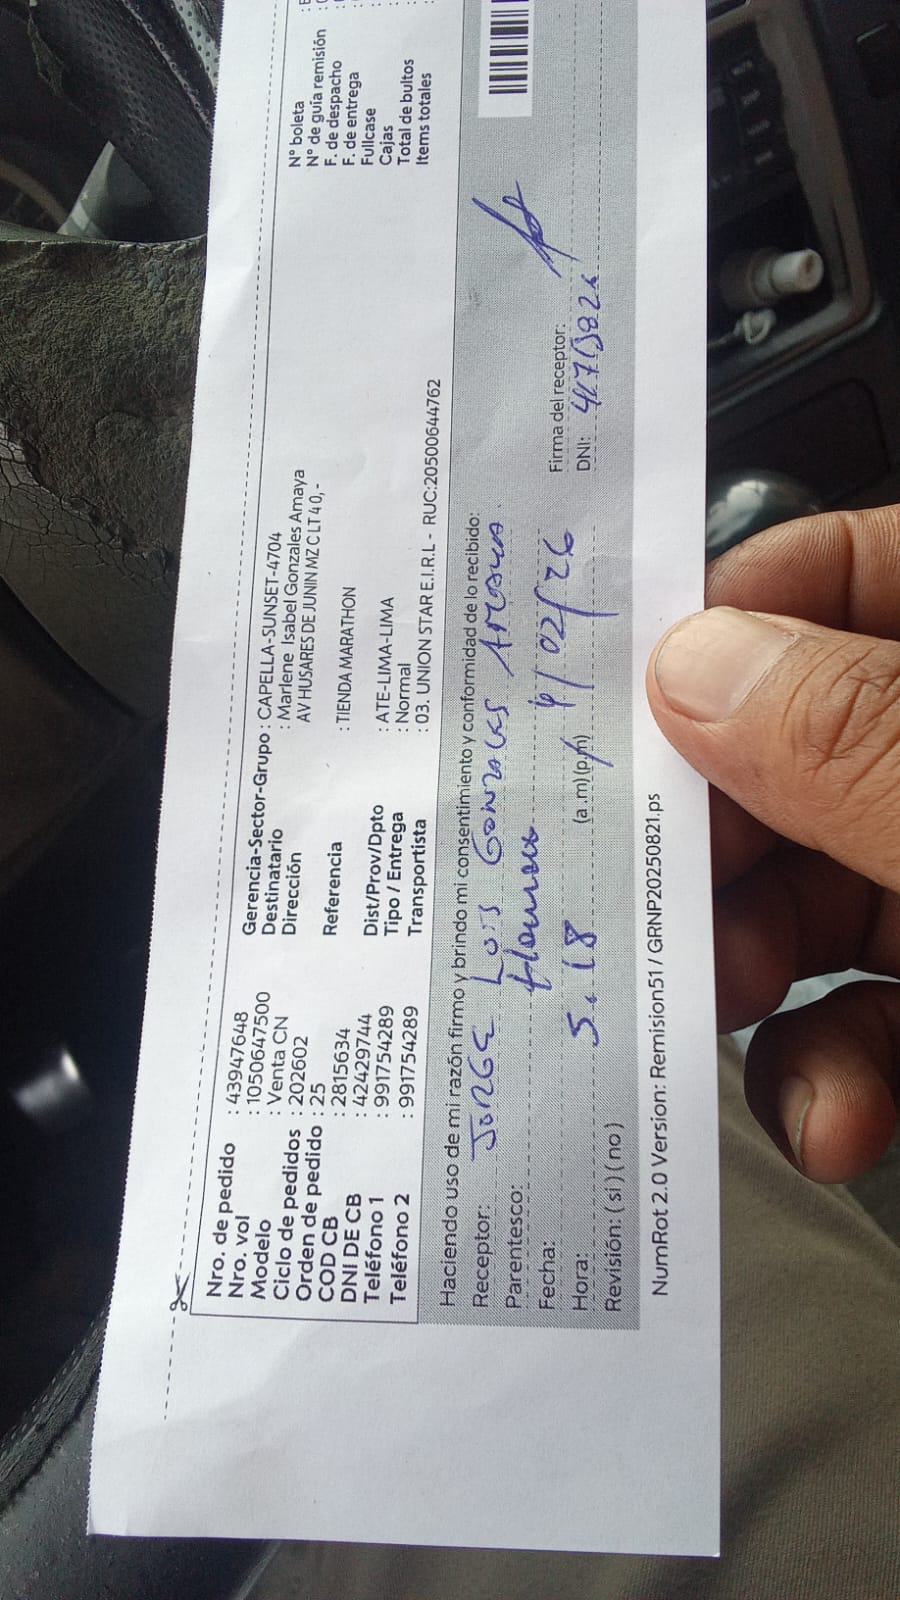 Nro. de pedido : 43947648
Nro. vol : 1050647500
Modelo : Venta CN
Ciclo de pedidos : 202602
Orden de pedido : 25
COD CB : 2815634
DNI DE CB : 42429744
Teléfono 1 : 991754289
Teléfono 2 : 991754289
Gerencia-Sector-Grupo : CAPELLA-SUNSET-4704
Destinatario : Marlene Isabel Gonzales Amaya
Dirección AV HUSARES DE JUNIN MZ C LT 40,-
Referencia : TIENDA MARATHON
Dist/Prov/Dpto : ATE-LIMA-LIMA
Tipo / Entrega : Normal
Transportista : 03. UNION STAR E.I.R.L - RUC:20500644762
N° boleta
N° de guía remisión
F. de despacho
F. de entrega
Fullcase
Cajas
Total de bultos
Items totales
Haciendo uso de mi razón firmo y brindo mi consentimiento y conformidad de lo recibido:
Receptor: JORGE LUIS GONZALES AMAYA.
Parentesco: Hermano
Fecha: /02/26
Hora: 5.18 (a.m)(p.m)
Revisión: ( si ) ( no )
Firma del receptor:
DNI:
NumRot 2.0 Version: Remision51 / GRNP20250821.ps